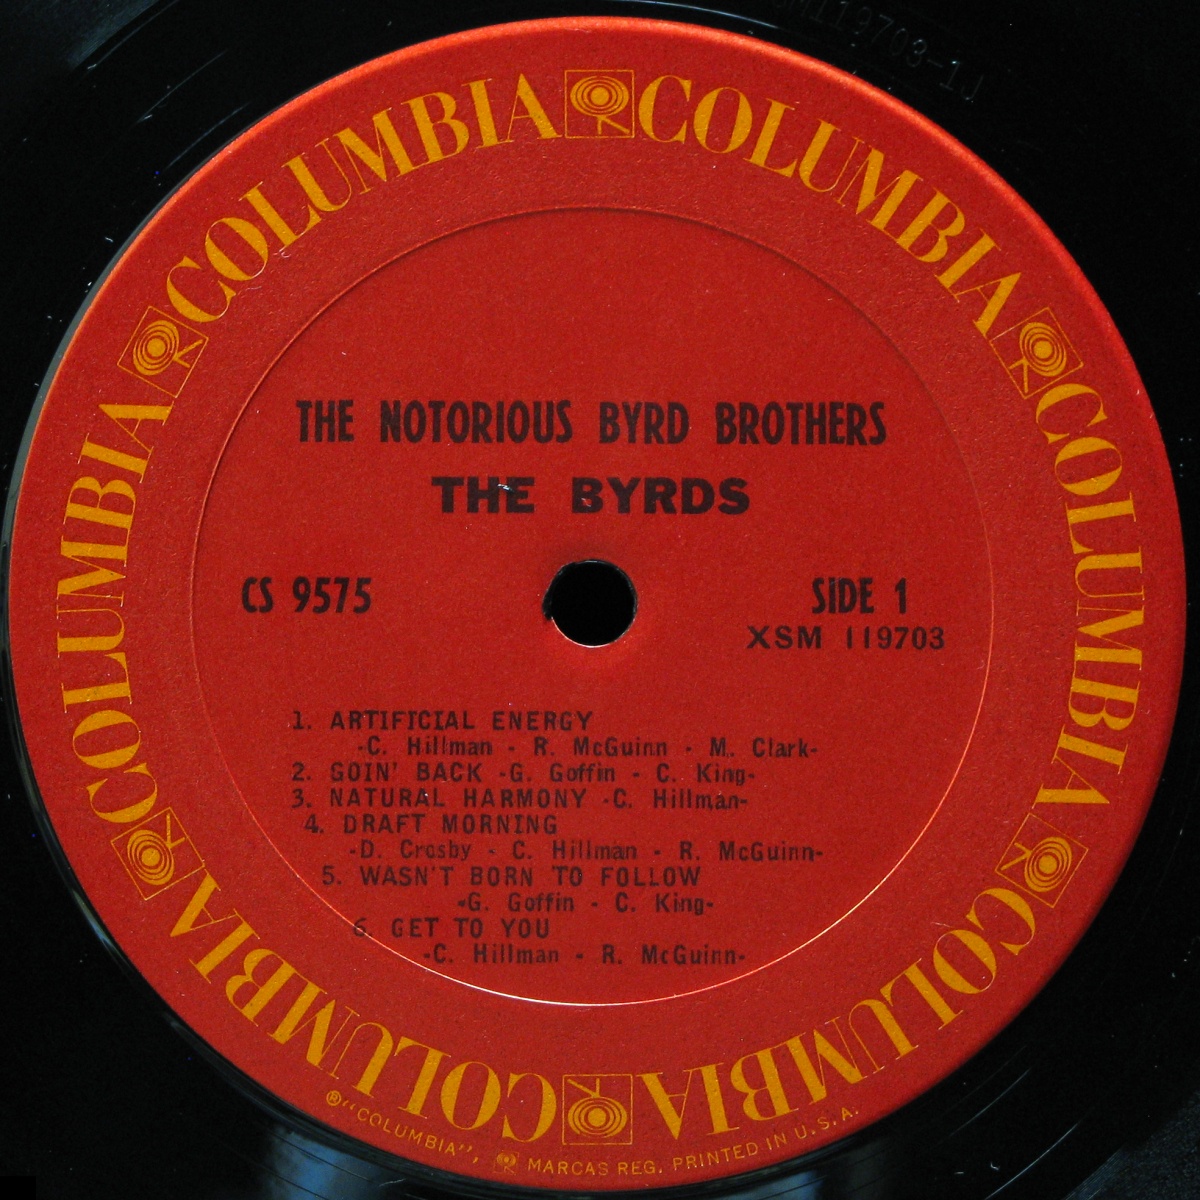 COLUMBIA COLUMBIA COLUMBIA COLUMBIA COLUMBIA COLUMBIA
THE NOTORIOUS BYRD BROTHERS
THE BYRDS
CS 9575
SIDE 1
XSM 119703
1. ARTIFICIAL ENERGY
-C. Hillman - R. McGuinn - M. Clark-
2. GOIN' BACK -G. Goffin - C. King-
3. NATURAL HARMONY -C. Hillman-
4. DRAFT MORNING
-D. Crosby - C. Hillman - R. McGuinn-
5. WASN'T BORN TO FOLLOW
-G. Goffin - C. King-
6. GET TO YOU
-C. Hillman - R. McGuinn-
®"COLUMBIA", MARCAS REG. PRINTED IN U.S.A.